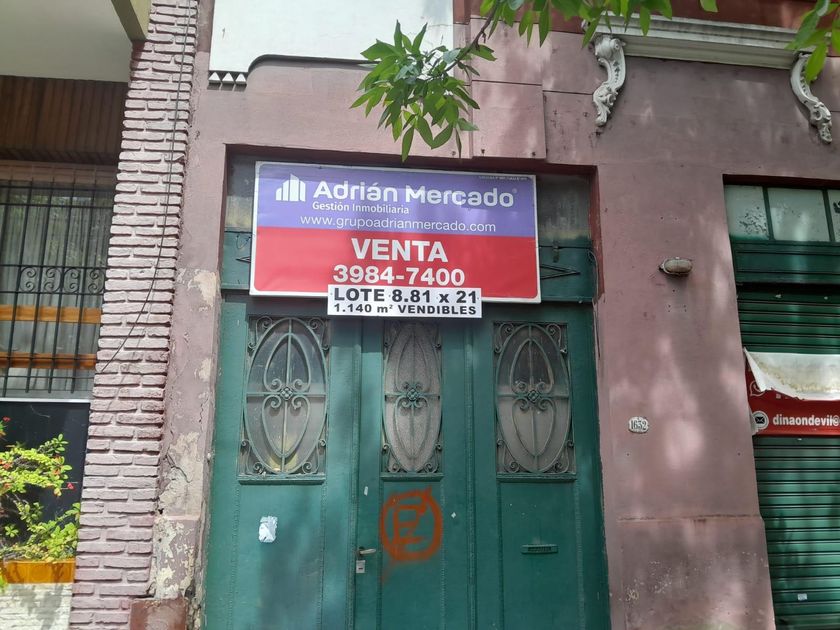 Adrián Mercado
Gestión Inmobiliaria
www.grupoadrianmercado.com
VENTA
3984-7400
LOTE 8.81 x 21
1.140 m² VENDIBLES
1632
dinaondevil@
E